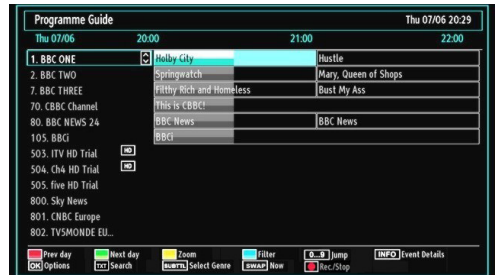 Programme Guide Thu 07/06 20:29
Thu 07/06 20:00 21:00 22:00
1. BBC ONE Holby City Hustle
2. BBC TWO Springwatch Mary, Queen of Shops
7. BBC THREE Filthy Rich and Homeless Bust My Ass
70. CBBC Channel This is CBBC!
80. BBC NEWS 24 BBC News BBC News
105. BBCi BBCi
503. ITV HD Trial HD
504. Ch4 HD Trial HD
505. five HD Trial
800. Sky News
801. CNBC Europe
802. TV5MONDE EU...
Prev day Next day Zoom Filter 0...9 Jump INFO Event Details
OK Options TXT Search SUBTTL Select Genre SWAP Now Rec/Stop